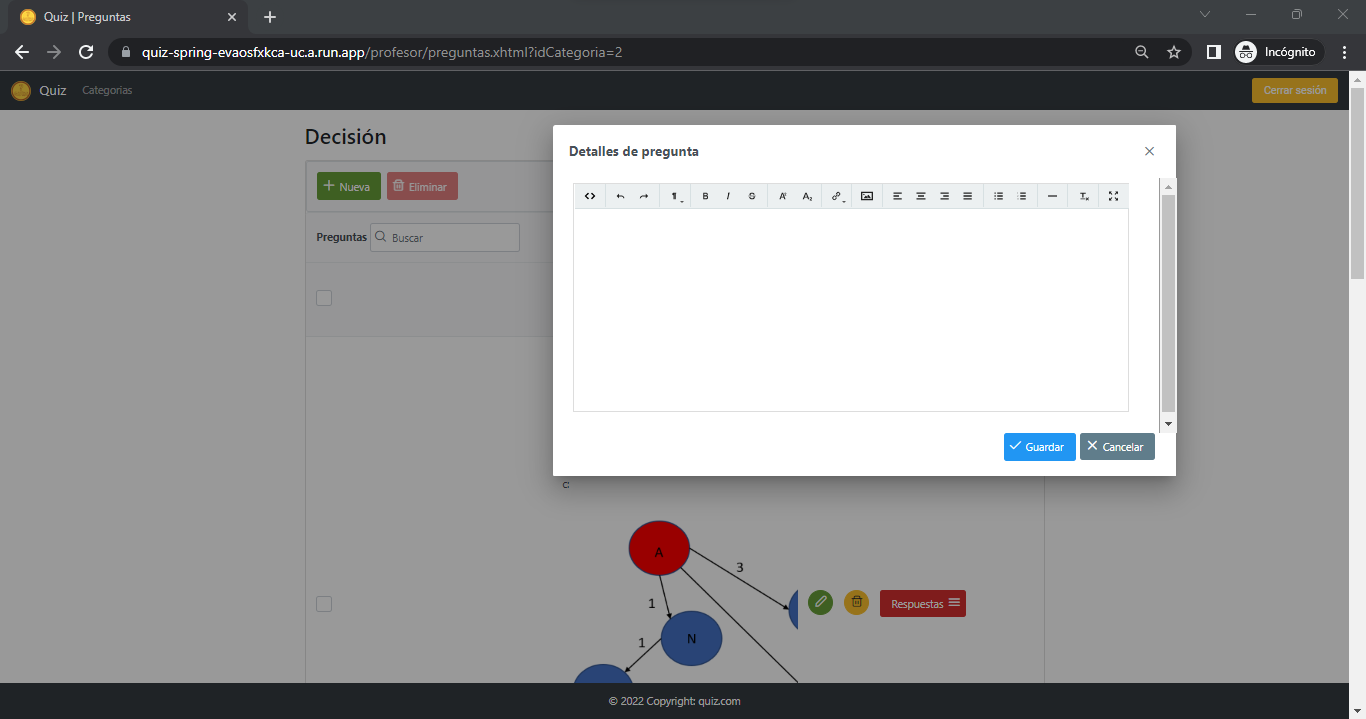 Quiz | Preguntas
quiz-spring-evaosfxkca-uc.a.run.app/profesor/preguntas.xhtml?idCategoria=2
Incógnito
Quiz Categorias
Cerrar sesión
Decisión
Nueva Eliminar
Preguntas Buscar
Detalles de pregunta
Guardar Cancelar
c:
A
3
1
N
1
Respuestas
© 2022 Copyright: quiz.com